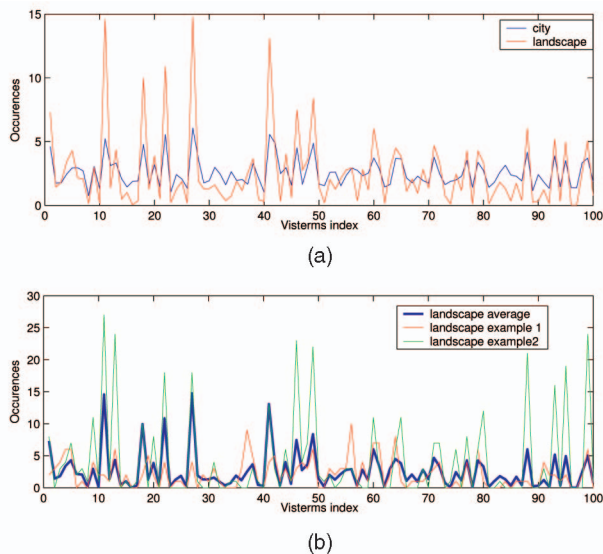 15
10
5
0
Occurences
city
landscape
0 10 20 30 40 50 60 70 80 90 100
Visterms index
(a)
30
25
20
15
10
5
0
Occurences
landscape average
landscape example 1
landscape example2
0 10 20 30 40 50 60 70 80 90 100
Visterms index
(b)